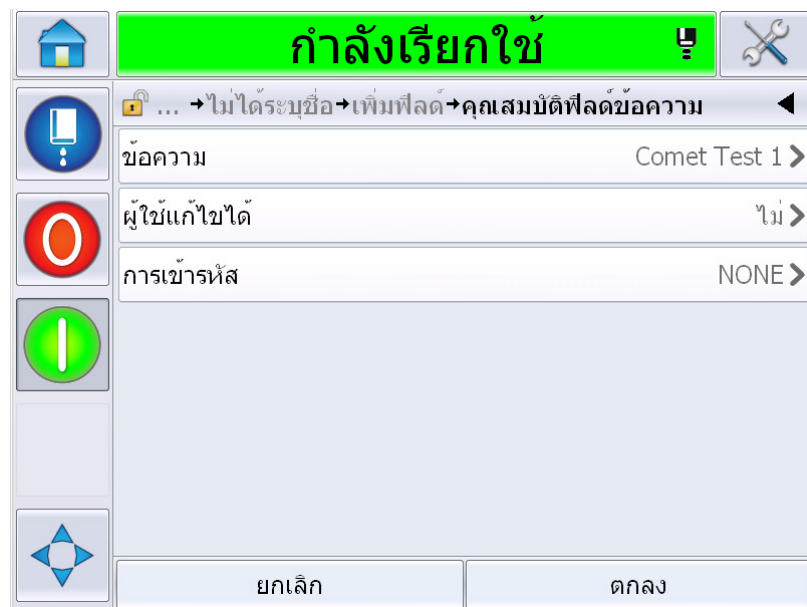 กำลังเรียกใช้
... →ไม่ได้ระบุชื่อ→เพิ่มฟิลด์→คุณสมบัติฟิลด์ข้อความ
ข้อความ Comet Test 1
ผู้ใช้แก้ไขได้ ไม่
การเข้ารหัส NONE
ยกเลิก ตกลง